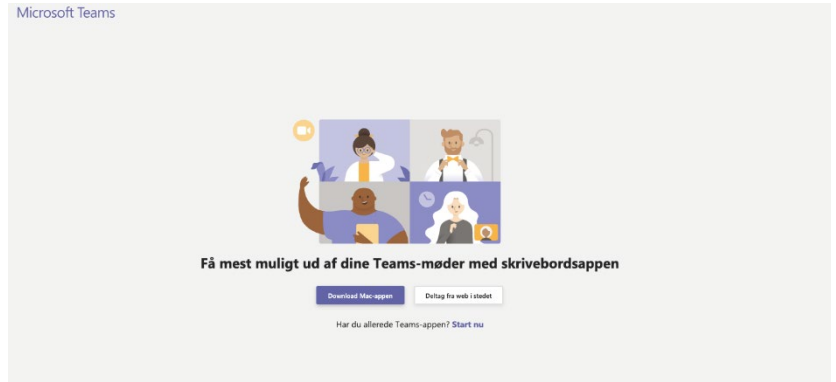 Microsoft Teams
Få mest muligt ud af dine Teams-møder med skrivebordsappen
Download Mac-appen
Deltag fra web i stedet
Har du allerede Teams-appen? Start nu